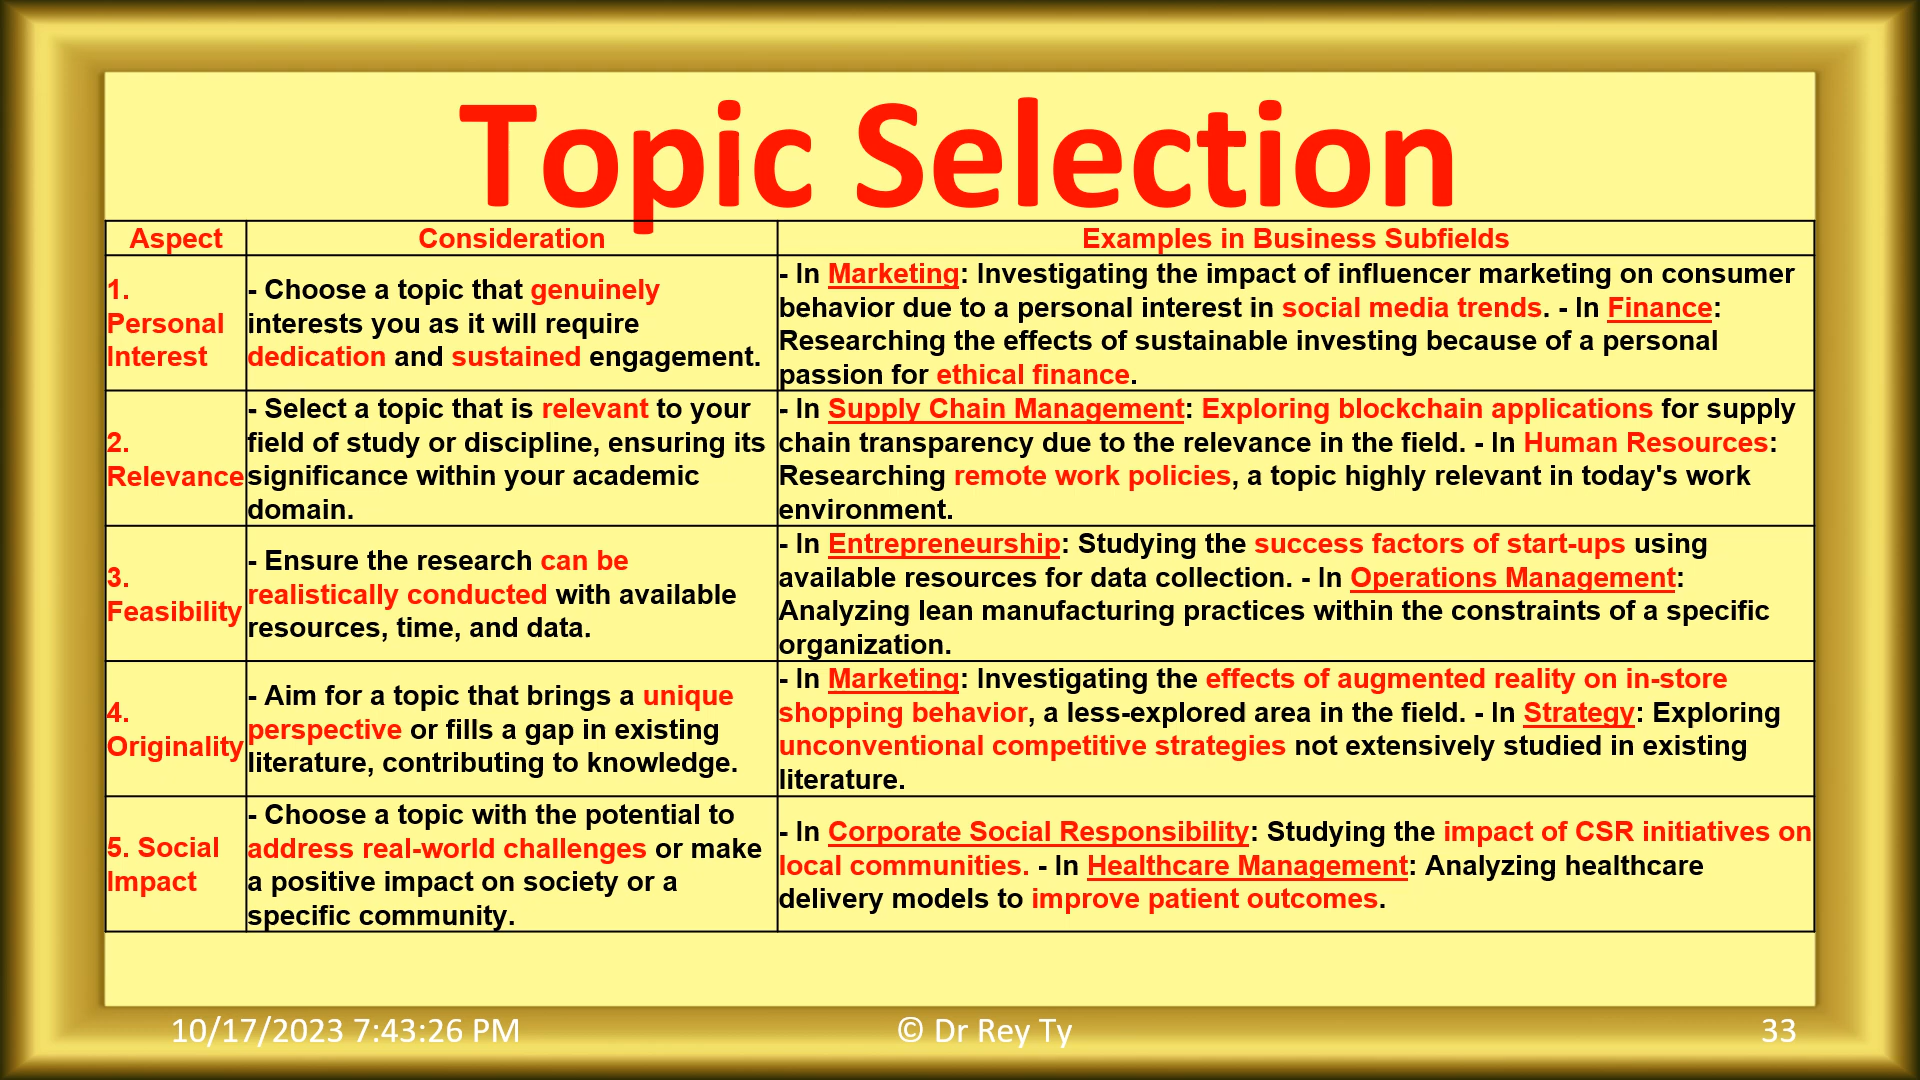 Topic Selection
Aspect
Consideration
Examples in Business Subfields
1.
Personal
Interest
- Choose a topic that genuinely
interests you as it will require
dedication and sustained engagement.
- In Marketing: Investigating the impact of influencer marketing on consumer
behavior due to a personal interest in social media trends. - In Finance:
Researching the effects of sustainable investing because of a personal
passion for ethical finance.
2.
Relevance
- Select a topic that is relevant to your
field of study or discipline, ensuring its
significance within your academic
domain.
- In Supply Chain Management: Exploring blockchain applications for supply
chain transparency due to the relevance in the field. - In Human Resources:
Researching remote work policies, a topic highly relevant in today's work
environment.
3.
Feasibility
- Ensure the research can be
realistically conducted with available
resources, time, and data.
- In Entrepreneurship: Studying the success factors of start-ups using
available resources for data collection. - In Operations Management:
Analyzing lean manufacturing practices within the constraints of a specific
organization.
4.
Originality
- Aim for a topic that brings a unique
perspective or fills a gap in existing
literature, contributing to knowledge.
- In Marketing: Investigating the effects of augmented reality on in-store
shopping behavior, a less-explored area in the field. - In Strategy: Exploring
unconventional competitive strategies not extensively studied in existing
literature.
5. Social
Impact
- Choose a topic with the potential to
address real-world challenges or make
a positive impact on society or a
specific community.
- In Corporate Social Responsibility: Studying the impact of CSR initiatives on
local communities. - In Healthcare Management: Analyzing healthcare
delivery models to improve patient outcomes.
10/17/2023 7:43:26 PM
© Dr Rey Ty
33